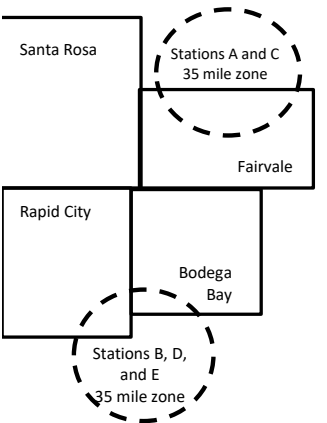 Santa Rosa
Stations A and C
35 mile zone
Fairvale
Rapid City
Bodega
Bay
Stations B, D,
and E
35 mile zone